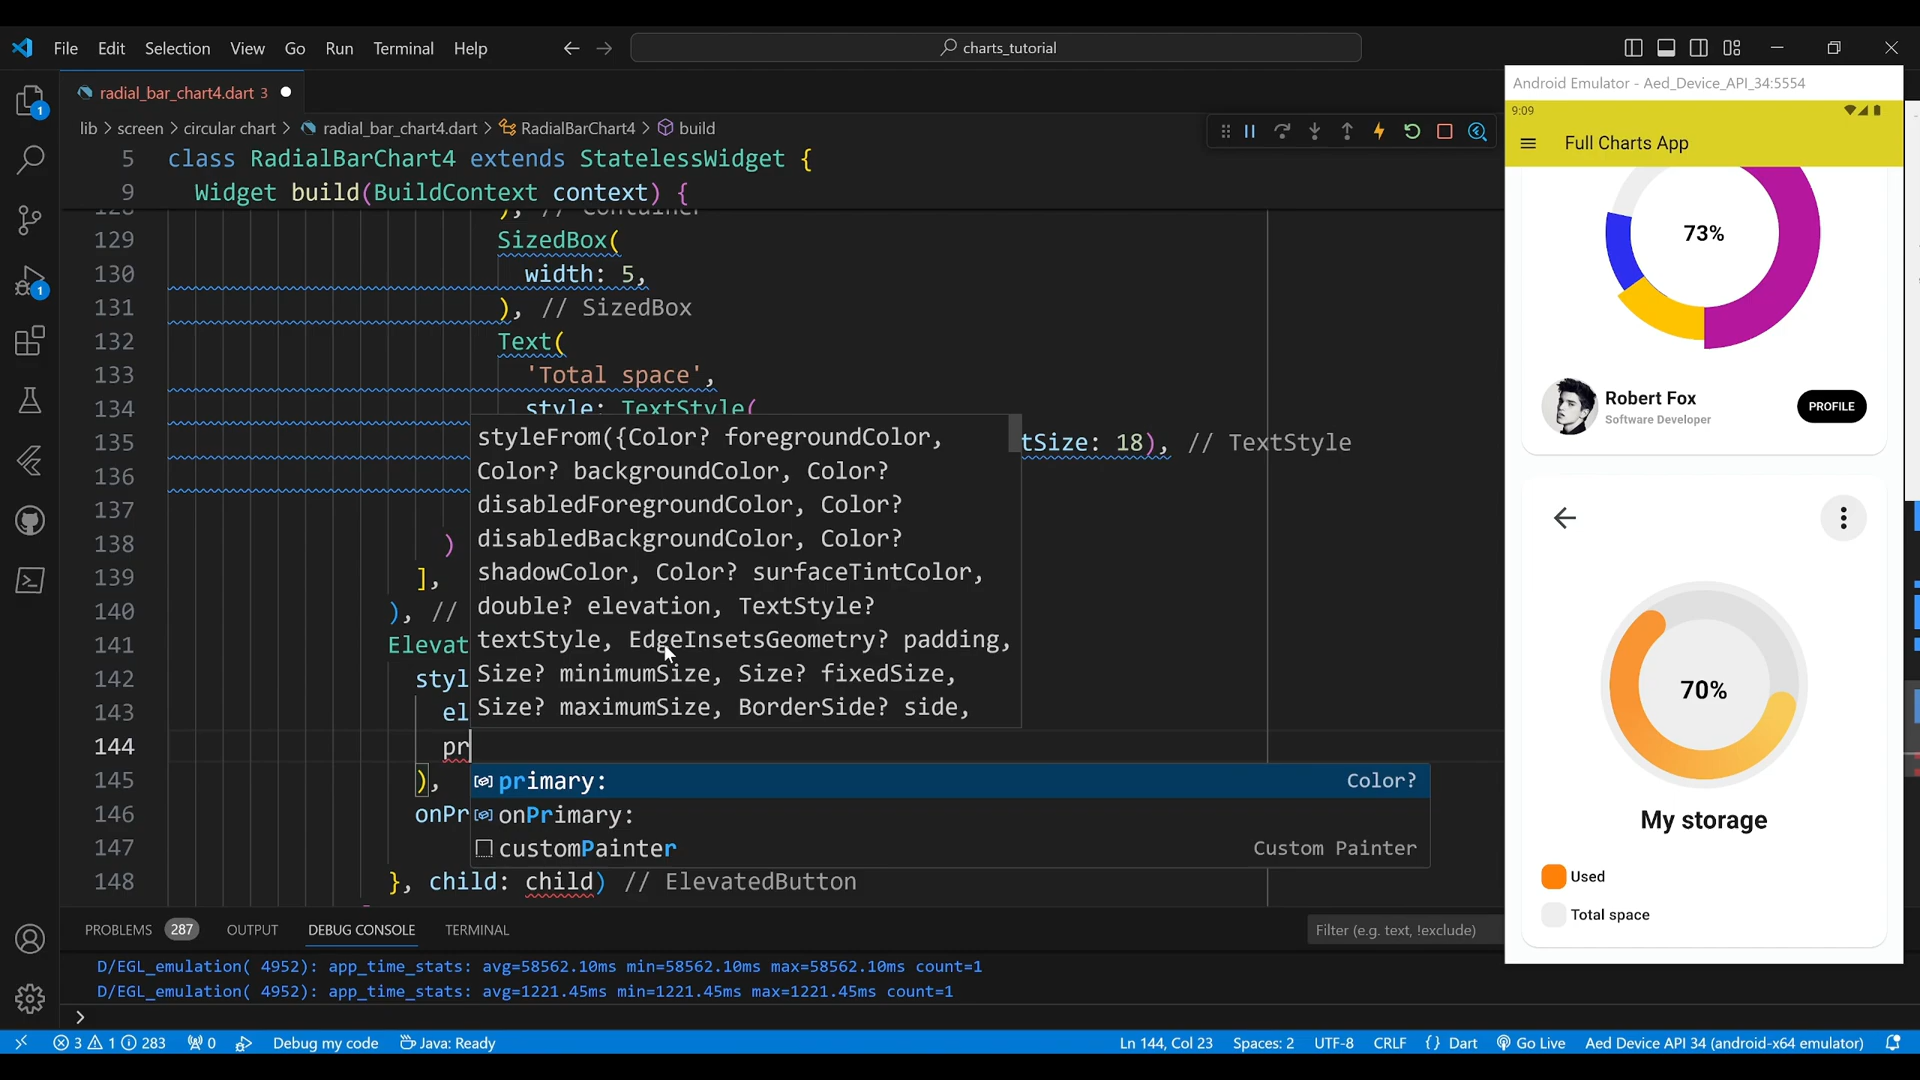 File Edit Selection View Go Run Terminal Help
charts_tutorial
radial_bar_chart4.dart 3
lib > screen > circular chart > radial_bar_chart4.dart > RadialBarChart4 > build
5 class RadialBarChart4 extends StatelessWidget {
9 Widget build(BuildContext context) {
128 ), // Container
129 SizedBox(
130 width: 5,
131 ), // SizedBox
132 Text(
133 'Total space',
134 style: TextStyle(
135 tSize: 18), // TextStyle
136
137
138 )
139 ],
140 ), //
141 Elevat
142 styl
143 el
144 pr
145 ),
146 onPr
147
148 }, child: child) // ElevatedButton
styleFrom({Color? foregroundColor,
Color? backgroundColor, Color?
disabledForegroundColor, Color?
disabledBackgroundColor, Color?
shadowColor, Color? surfaceTintColor,
double? elevation, TextStyle?
textStyle, EdgeInsetsGeometry? padding,
Size? minimumSize, Size? fixedSize,
Size? maximumSize, BorderSide? side,
primary: Color?
onPrimary:
customPainter Custom Painter
PROBLEMS 287 OUTPUT DEBUG CONSOLE TERMINAL
Filter (e.g. text, !exclude)
D/EGL_emulation( 4952): app_time_stats: avg=58562.10ms min=58562.10ms max=58562.10ms count=1
D/EGL_emulation( 4952): app_time_stats: avg=1221.45ms min=1221.45ms max=1221.45ms count=1
>
3 1 283 0 Debug my code Java: Ready
Ln 144, Col 23 Spaces: 2 UTF-8 CRLF {} Dart Go Live Aed Device API 34 (android-x64 emulator)
1
1
Android Emulator - Aed_Device_API_34:5554
9:09
Full Charts App
73%
Robert Fox
Software Developer
PROFILE
70%
My storage
Used
Total space